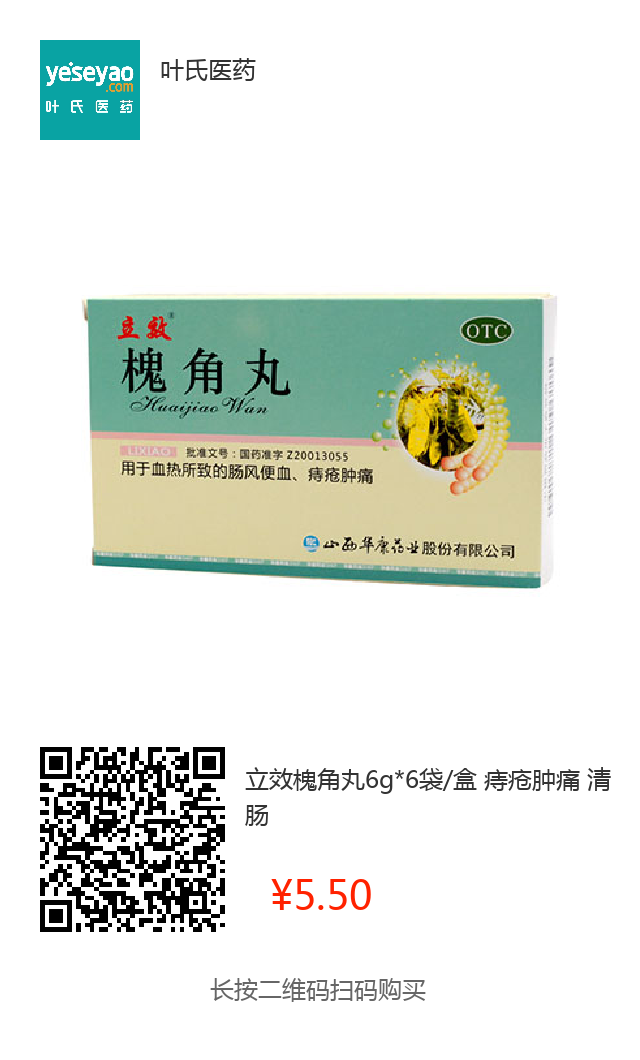 yeseyao
.com
叶氏医药
叶氏医药
立效®
OTC
槐角丸
Huaijiao Wan
LIXIAO 批准文号：国药准字 Z20013055
用于血热所致的肠风便血、痔疮肿痛
山西华康药业股份有限公司
立效槐角丸6g*6袋/盒 痔疮肿痛 清
肠
¥5.50
长按二维码扫码购买